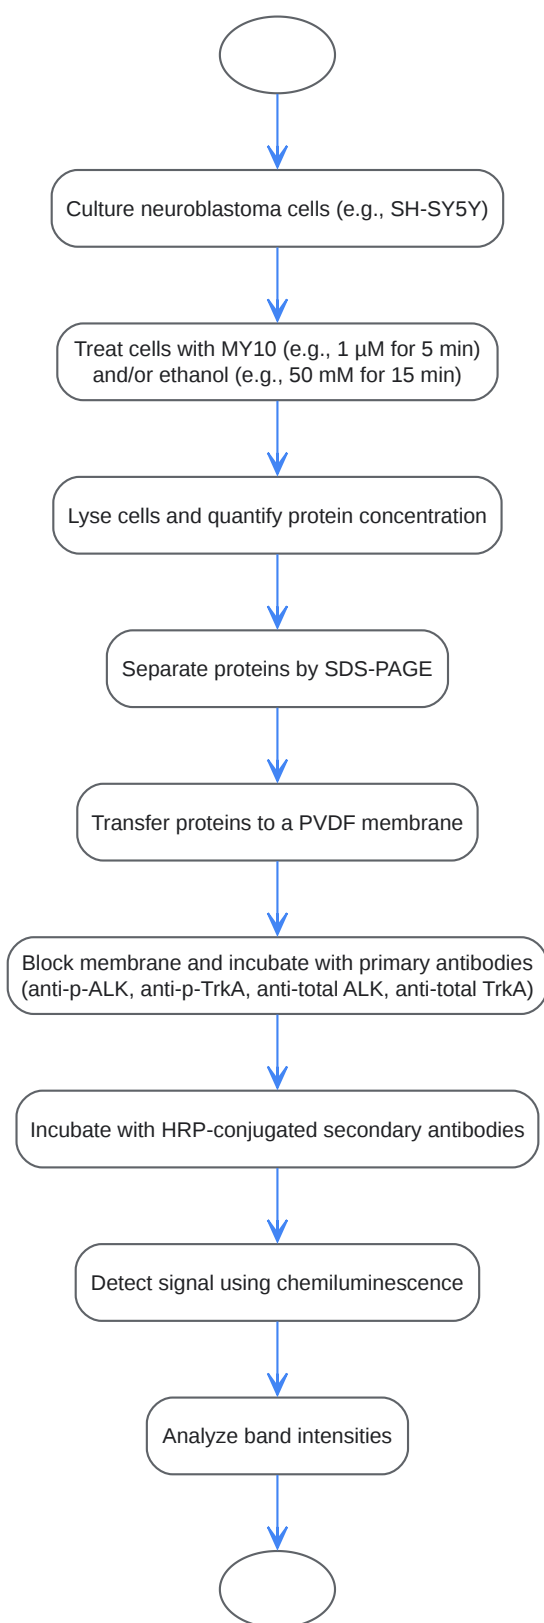 Culture neuroblastoma cells (e.g., SH-SY5Y)
Treat cells with MY10 (e.g., 1 µM for 5 min)
and/or ethanol (e.g., 50 mM for 15 min)
Lyse cells and quantify protein concentration
Separate proteins by SDS-PAGE
Transfer proteins to a PVDF membrane
Block membrane and incubate with primary antibodies
(anti-p-ALK, anti-p-TrkA, anti-total ALK, anti-total TrkA)
Incubate with HRP-conjugated secondary antibodies
Detect signal using chemiluminescence
Analyze band intensities